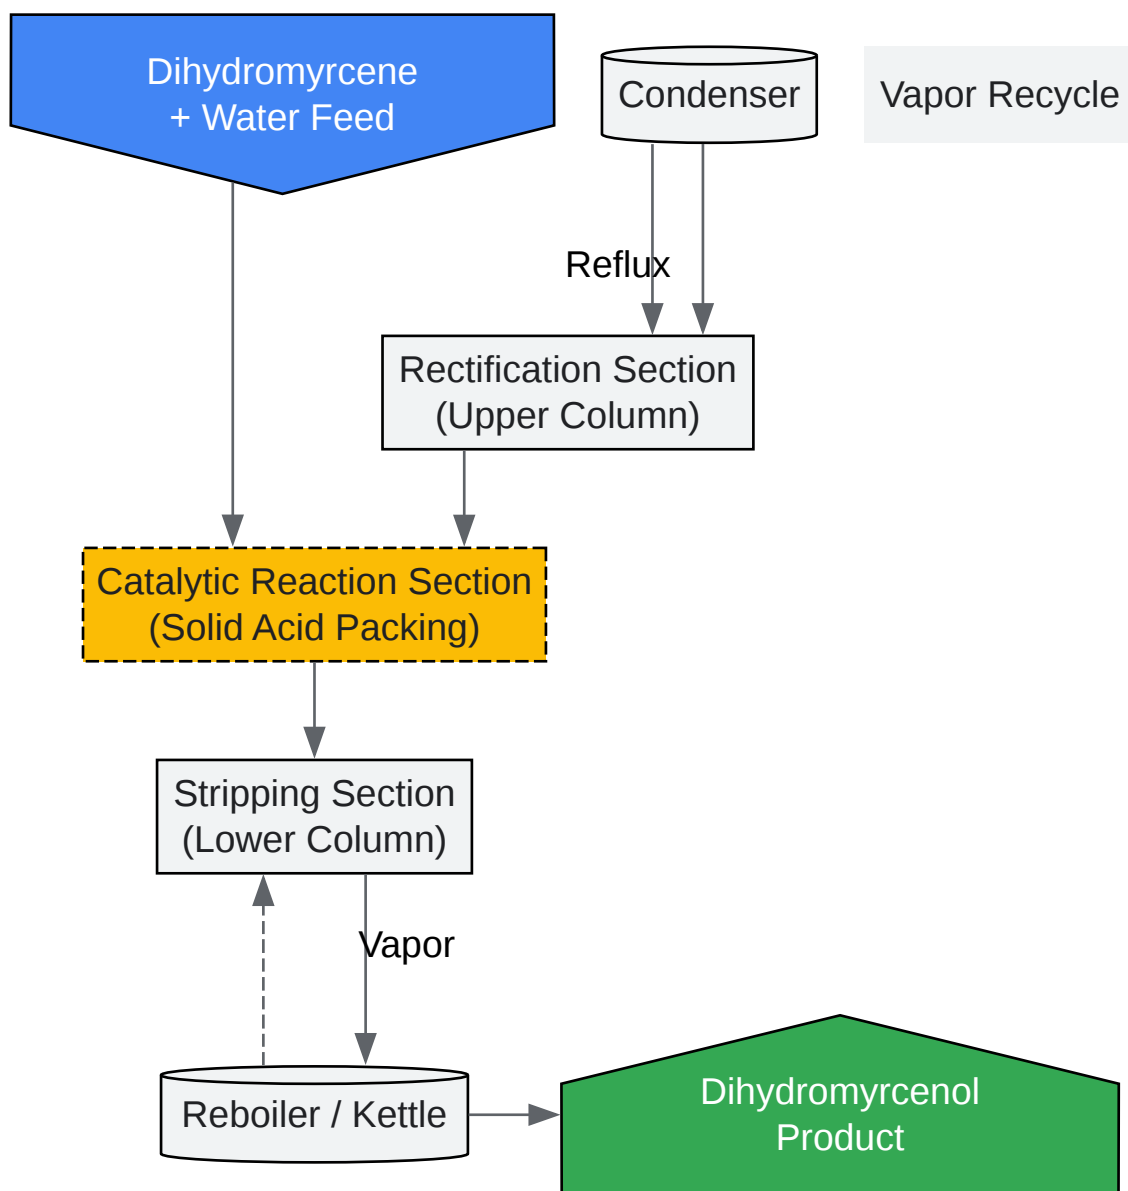 Dihydromyrcene
+ Water Feed
Condenser
Vapor Recycle
Reflux
Rectification Section
(Upper Column)
Catalytic Reaction Section
(Solid Acid Packing)
Stripping Section
(Lower Column)
Vapor
Reboiler / Kettle
Dihydromyrcenol
Product